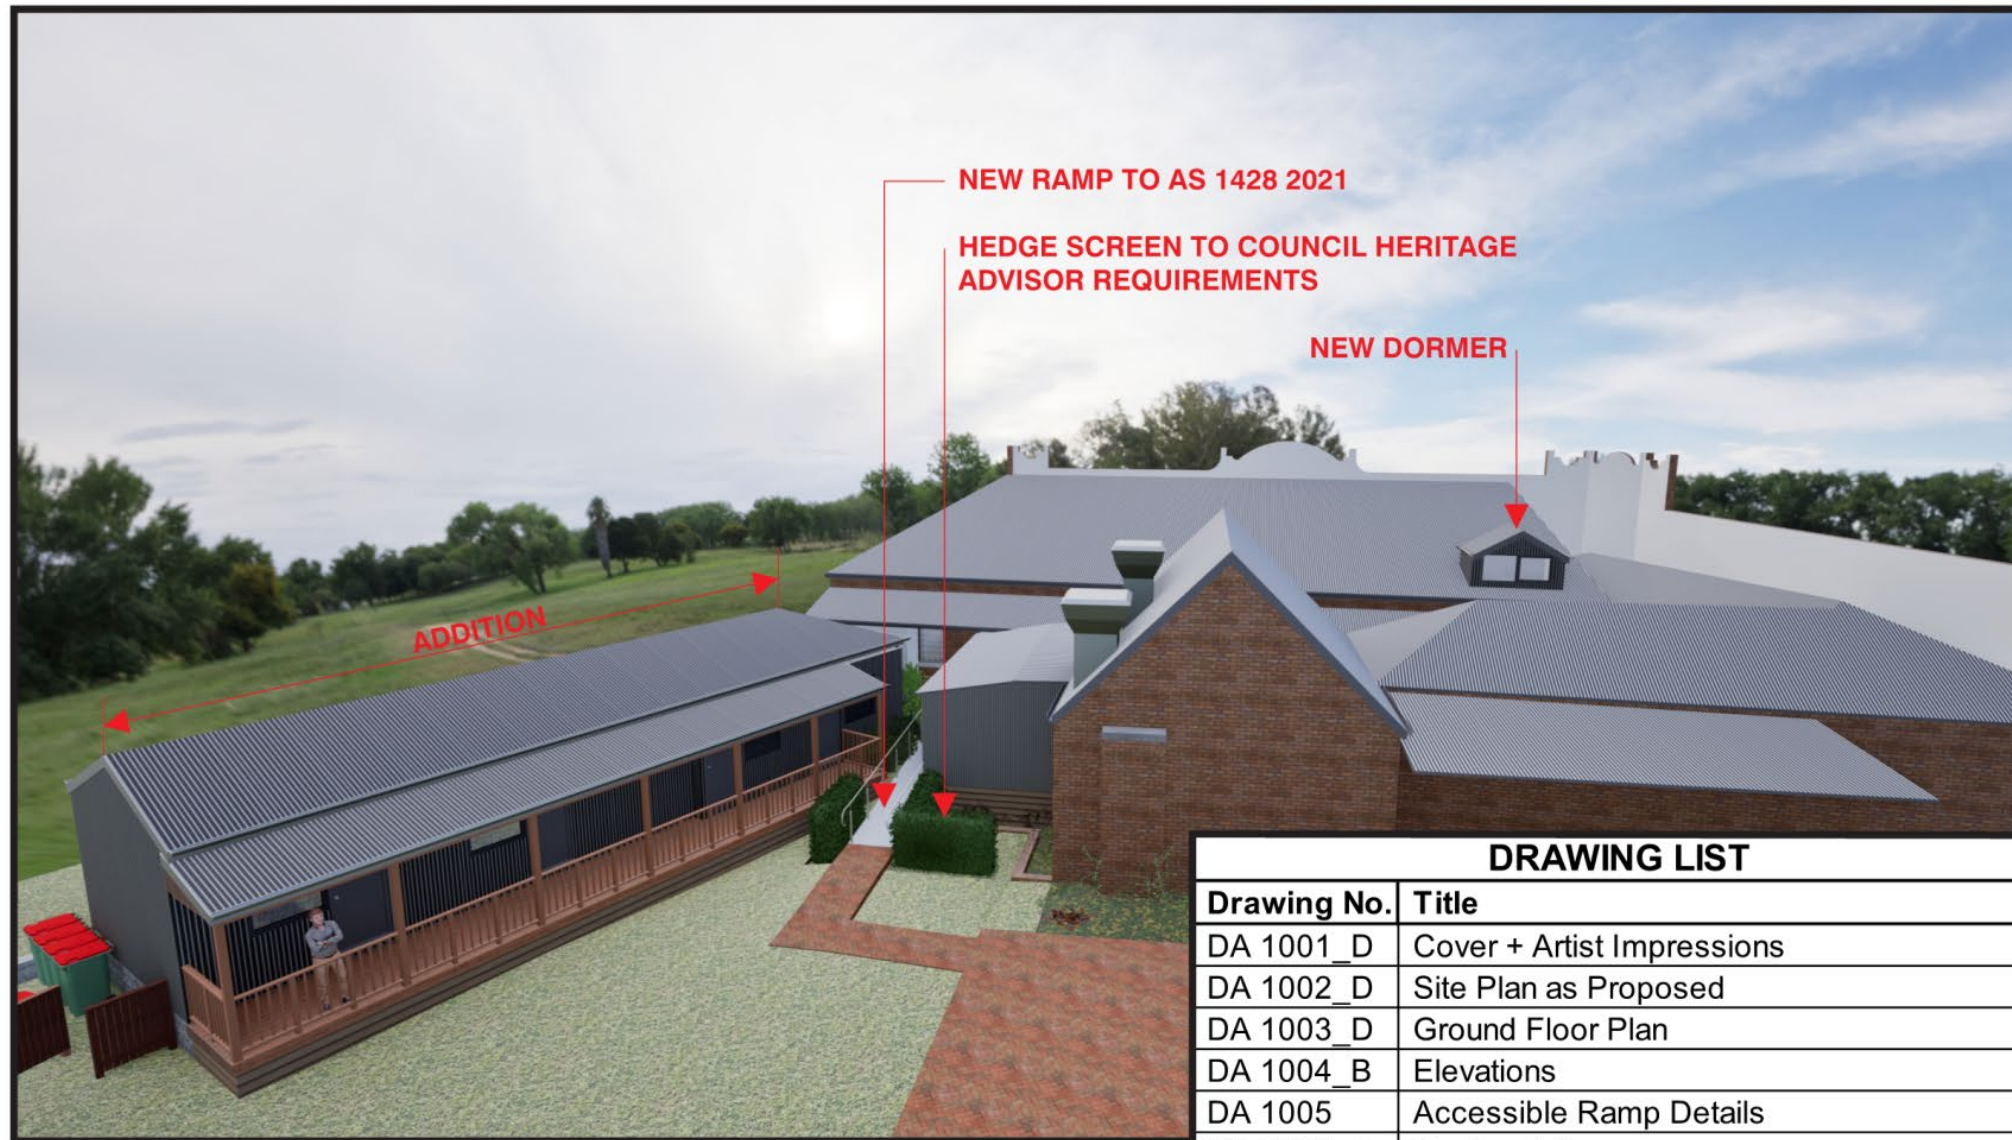 NEW RAMP TO AS 1428 2021
HEDGE SCREEN TO COUNCIL HERITAGE
ADVISOR REQUIREMENTS
NEW DORMER
ADDITION
DRAWING LIST
Drawing No. Title
DA 1001_D Cover + Artist Impressions
DA 1002_D Site Plan as Proposed
DA 1003_D Ground Floor Plan
DA 1004_B Elevations
DA 1005 Accessible Ramp Details